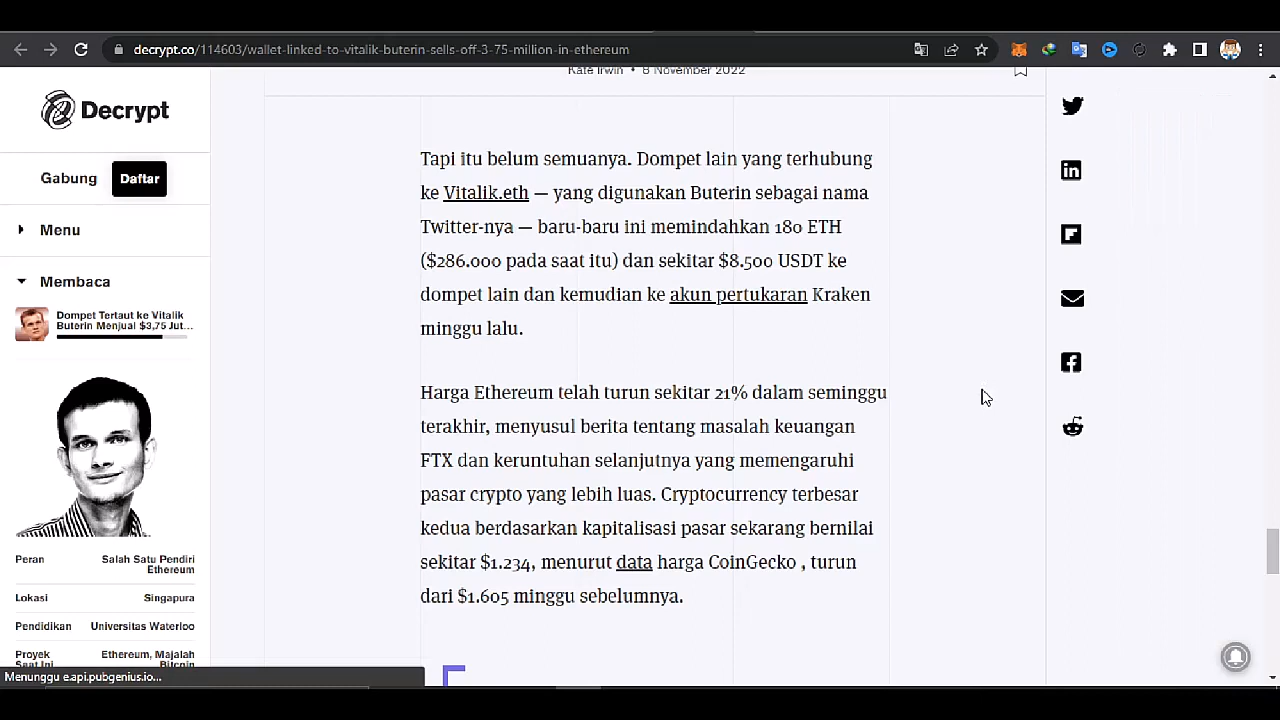 decrypt.co/114603/wallet-linked-to-vitalik-buterin-sells-off-3-75-million-in-ethereum
Decrypt
Gabung
Daftar
Menu
Membaca
Dompet Tertaut ke Vitalik
Buterin Menjual $3,75 Jut...
Peran
Salah Satu Pendiri
Ethereum
Lokasi
Singapura
Pendidikan
Universitas Waterloo
Proyek
Saat Ini
Ethereum, Majalah
Bitcoin
Kate Irwin • 8 November 2022
Tapi itu belum semuanya. Dompet lain yang terhubung
ke Vitalik.eth — yang digunakan Buterin sebagai nama
Twitter-nya — baru-baru ini memindahkan 180 ETH
($286.000 pada saat itu) dan sekitar $8.500 USDT ke
dompet lain dan kemudian ke akun pertukaran Kraken
minggu lalu.
Harga Ethereum telah turun sekitar 21% dalam seminggu
terakhir, menyusul berita tentang masalah keuangan
FTX dan keruntuhan selanjutnya yang memengaruhi
pasar crypto yang lebih luas. Cryptocurrency terbesar
kedua berdasarkan kapitalisasi pasar sekarang bernilai
sekitar $1.234, menurut data harga CoinGecko , turun
dari $1.605 minggu sebelumnya.
Menunggu e.api.pubgenius.io...